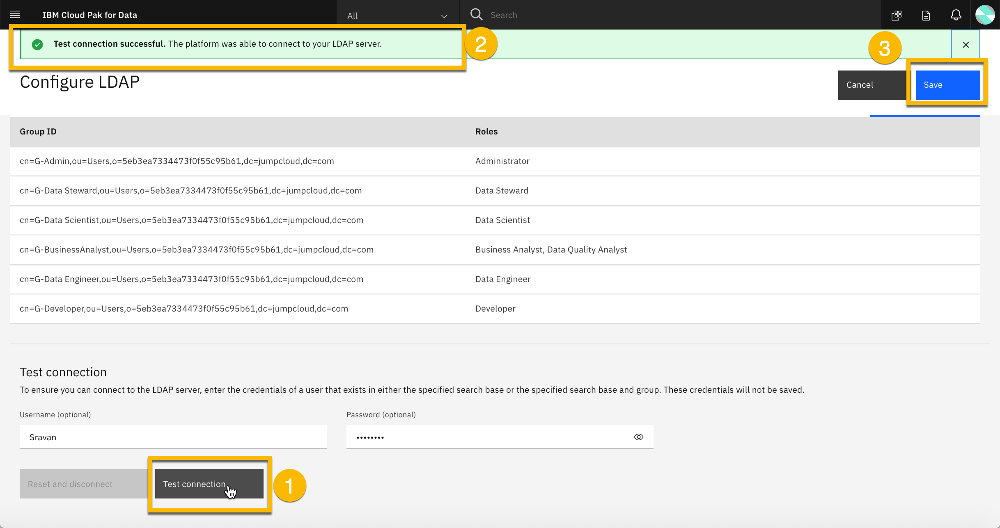 IBM Cloud Pak for Data
All
Search
Test connection successful. The platform was able to connect to your LDAP server.
2
3
Configure LDAP
Cancel
Save
Group ID
Roles
cn=G-Admin,ou=Users,o=5eb3ea7334473f0f55c95b61,dc=jumpcloud,dc=com
Administrator
cn=G-Data Steward,ou=Users,o=5eb3ea7334473f0f55c95b61,dc=jumpcloud,dc=com
Data Steward
cn=G-Data Scientist,ou=Users,o=5eb3ea7334473f0f55c95b61,dc=jumpcloud,dc=com
Data Scientist
cn=G-BusinessAnalyst,ou=Users,o=5eb3ea7334473f0f55c95b61,dc=jumpcloud,dc=com
Business Analyst, Data Quality Analyst
cn=G-Data Engineer,ou=Users,o=5eb3ea7334473f0f55c95b61,dc=jumpcloud,dc=com
Data Engineer
cn=G-Developer,ou=Users,o=5eb3ea7334473f0f55c95b61,dc=jumpcloud,dc=com
Developer
Test connection
To ensure you can connect to the LDAP server, enter the credentials of a user that exists in either the specified search base or the specified search base and group. These credentials will not be saved.
Username (optional)
Password (optional)
Sravan
••••••••
Reset and disconnect
Test connection
1